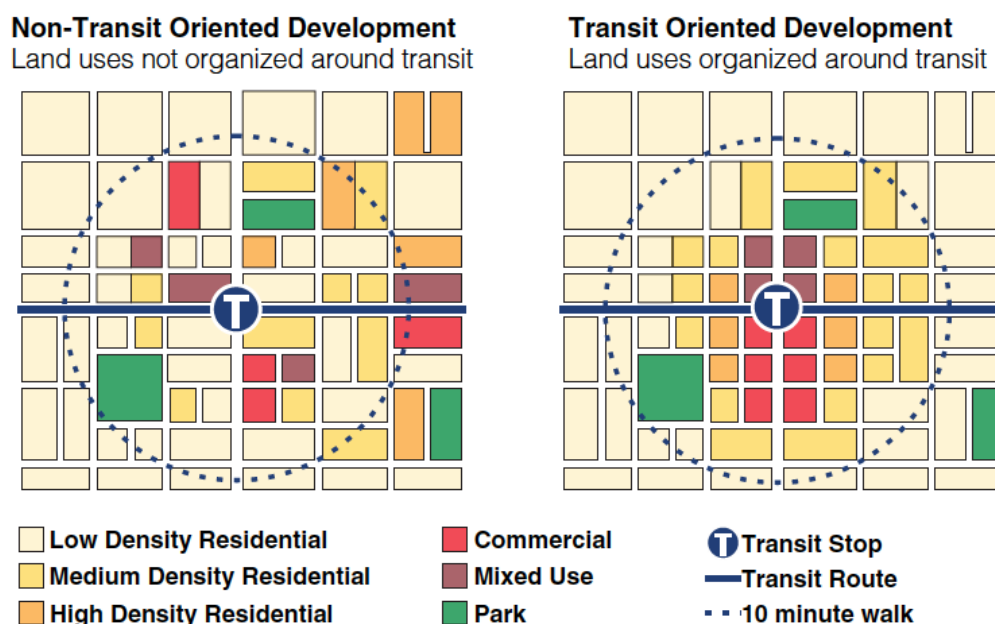 Non-Transit Oriented Development
Land uses not organized around transit
Transit Oriented Development
Land uses organized around transit
T
T
Low Density Residential
Medium Density Residential
High Density Residential
Commercial
Mixed Use
Park
T Transit Stop
Transit Route
10 minute walk